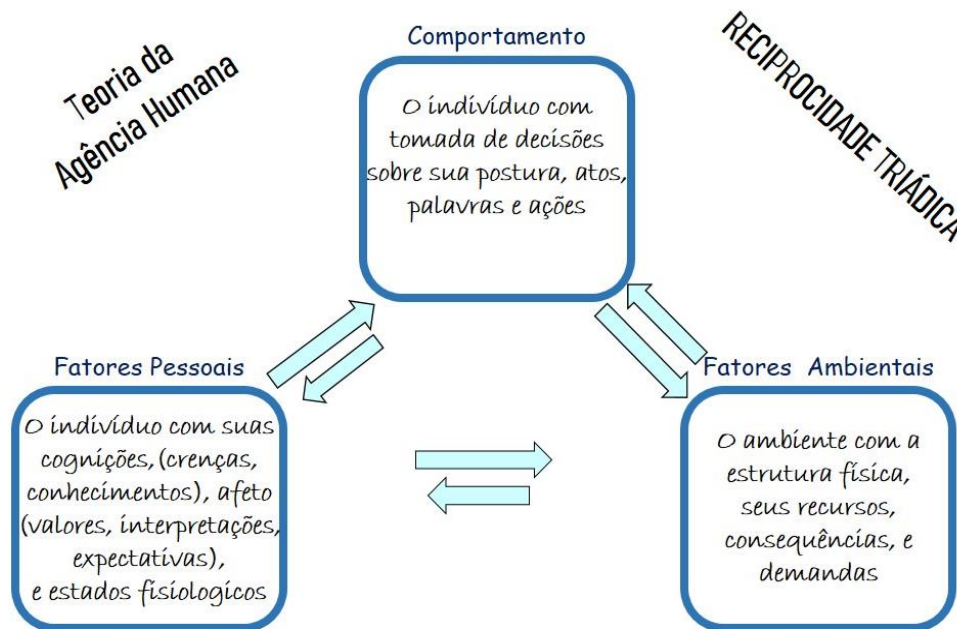 Teoria da
Agência Humana
RECIPROCIDADE TRIÁDICA
Comportamento
O indivíduo com
tomada de decisões
sobre sua postura, atos,
palavras e ações
Fatores Pessoais
O indivíduo com suas
cognições, (crenças,
conhecimentos), afeto
(valores, interpretações,
expectativas),
e estados fisiologicos
Fatores Ambientais
O ambiente com a
estrutura física,
seus recursos,
consequências, e
demandas